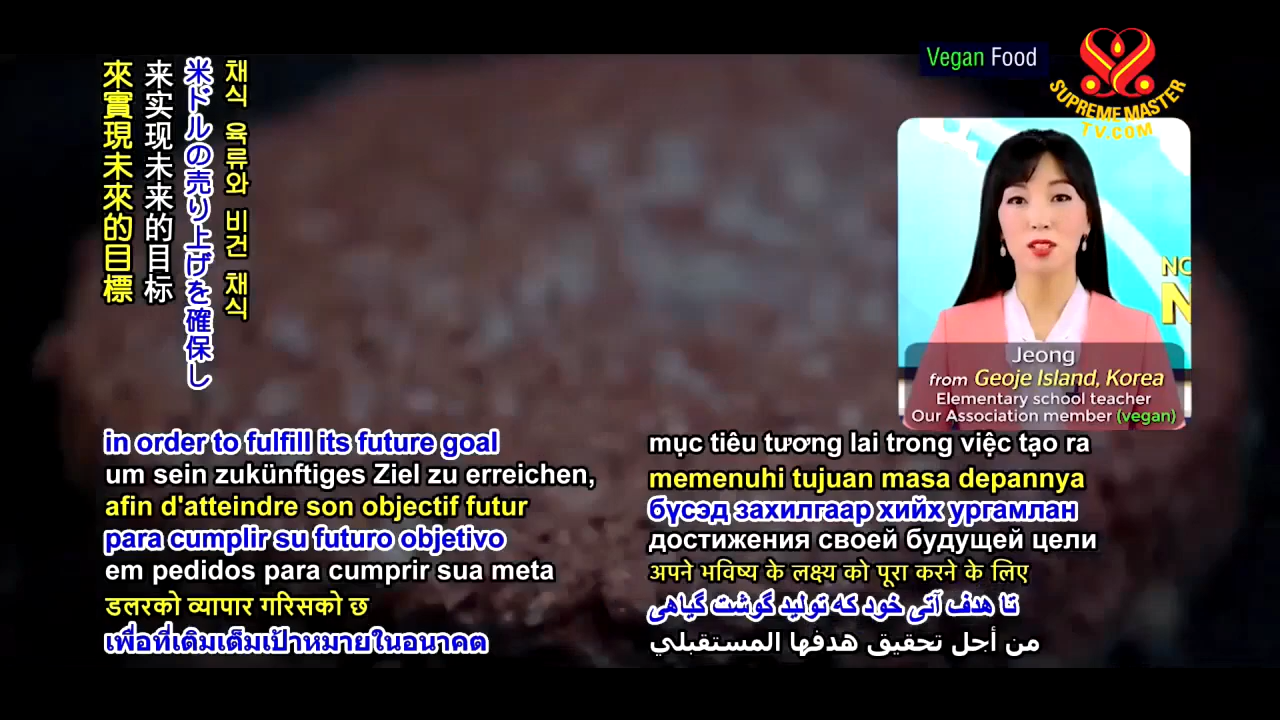 Vegan Food
SUPREME MASTER
TV.COM
來實現未來的目標
来实现未来的目标
米ドルの売り上げを確保し
채식 육류와 비건 채식
NO
N
Jeong
from Geoje Island, Korea
Elementary school teacher
Our Association member (vegan)
in order to fulfill its future goal
um sein zukünftiges Ziel zu erreichen,
afin d'atteindre son objectif futur
para cumplir su futuro objetivo
em pedidos para cumprir sua meta
डलरको व्यापार गरिसको छ
เพื่อที่เติมเต็มเป้าหมายในอนาคต
mục tiêu tương lai trong việc tạo ra
memenuhi tujuan masa depannya
бүсэд захилгаар хийх ургамлан
достижения своей будущей цели
अपने भविष्य के लक्ष्य को पूरा करने के लिए
تا هدف آتی خود که تولید گوشت گیاهی
من أجل تحقيق هدفها المستقبلي